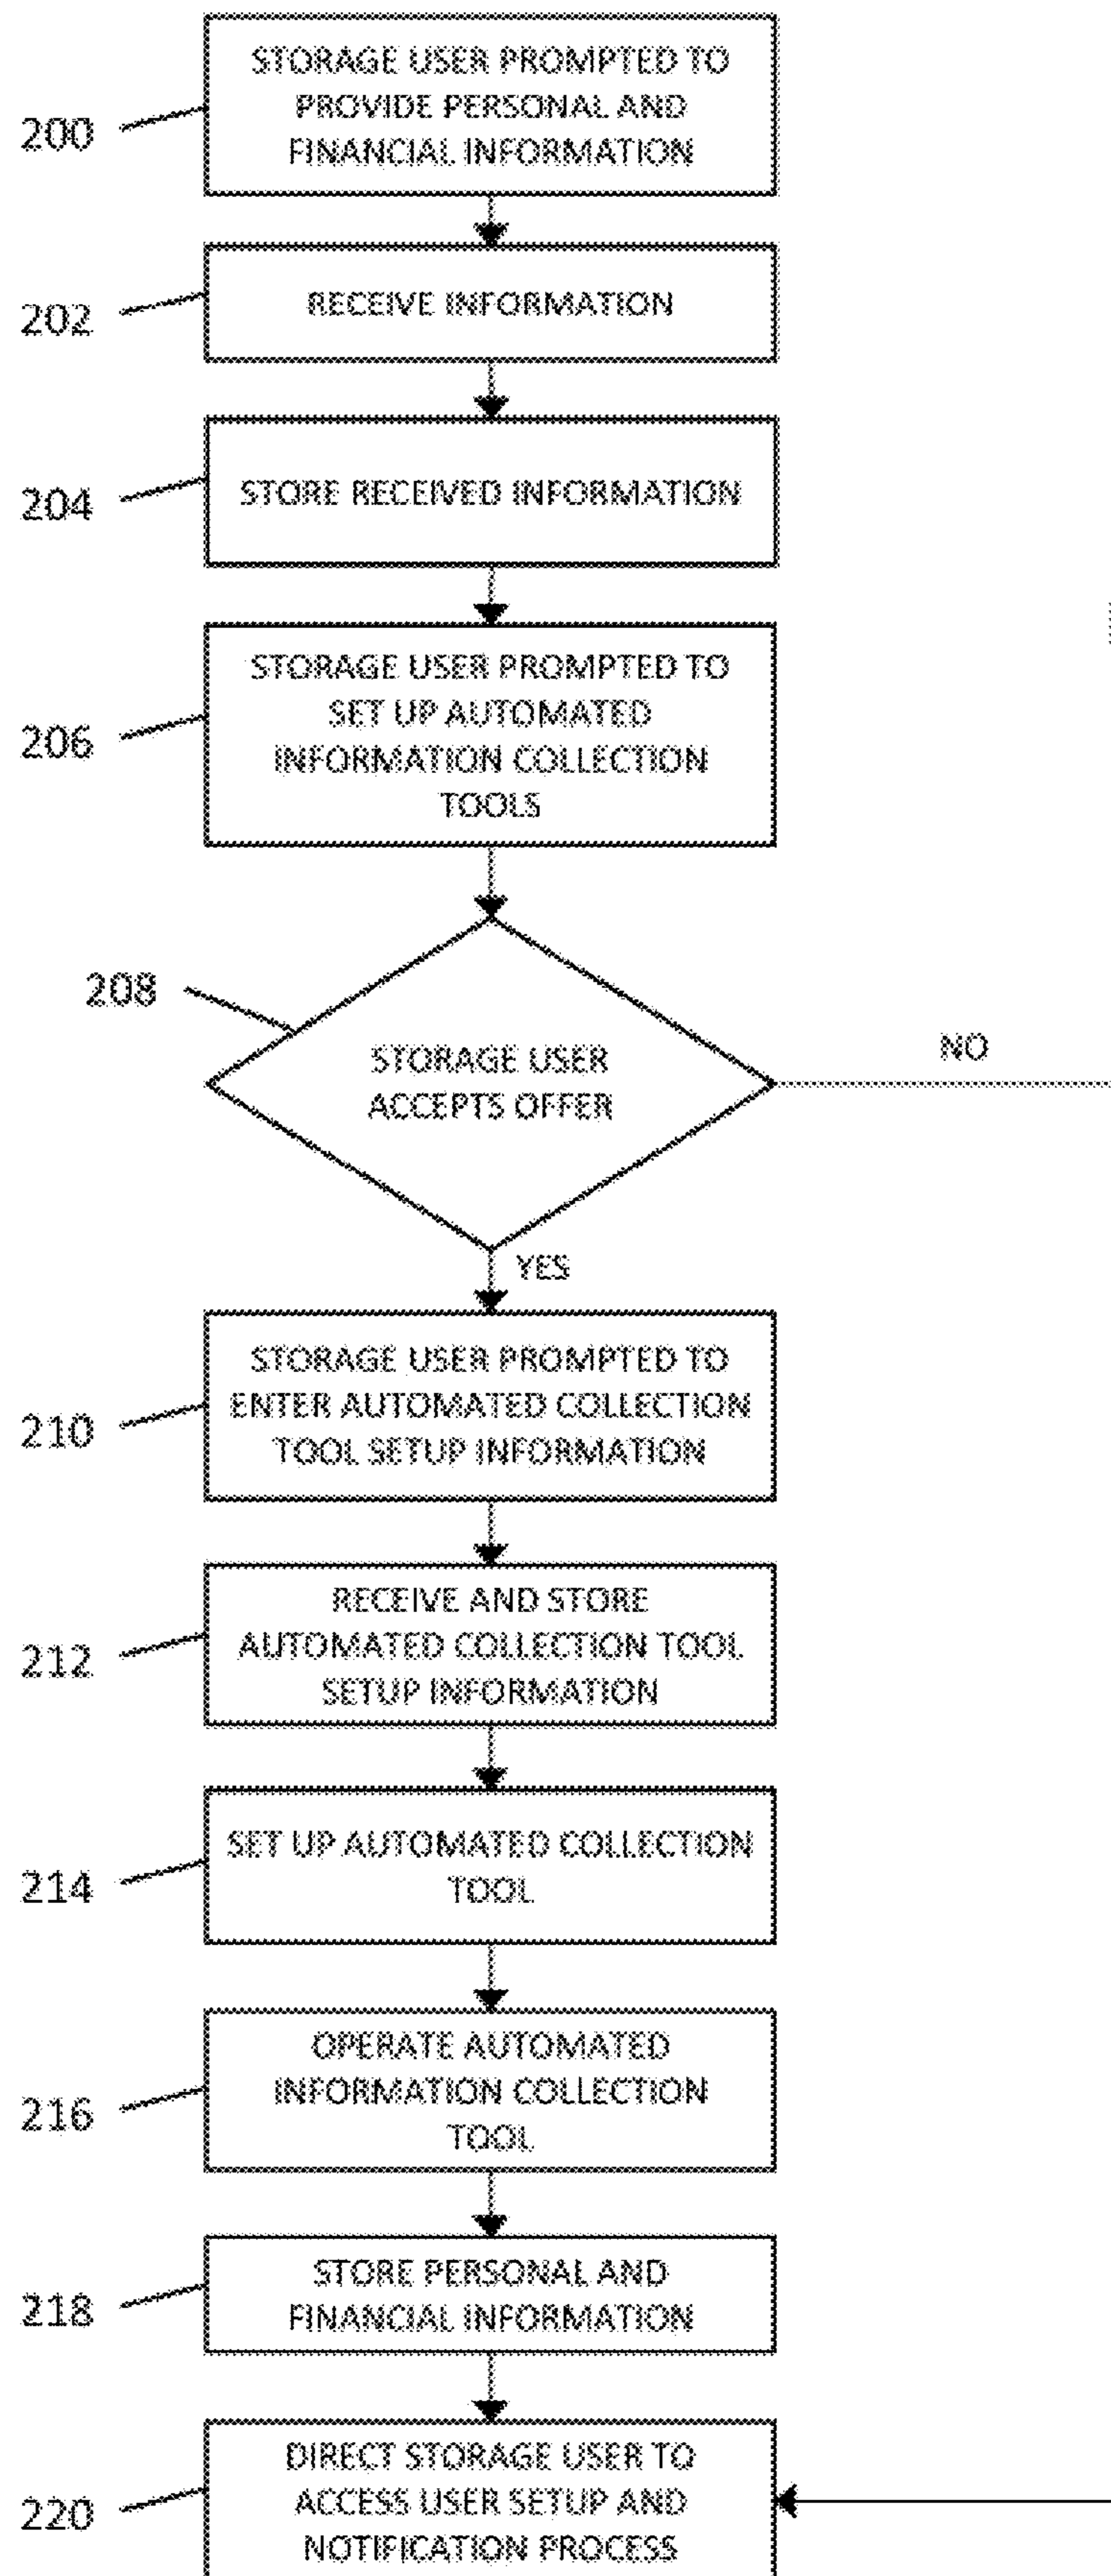 STORAGE USER PROMPTED TO
PROVIDE PERSONAL AND
FINANCIAL INFORMATION
200
RECEIVE INFORMATION
202
STORE RECEIVED INFORMATION
204
STORAGE USER PROMPTED TO
SET UP AUTOMATED
INFORMATION COLLECTION
TOOLS
206
208
STORAGE USER
ACCEPTS OFFER
NO
YES
STORAGE USER PROMPTED TO
ENTER AUTOMATED COLLECTION
TOOL SETUP INFORMATION
210
RECEIVE AND STORE
AUTOMATED COLLECTION TOOL
SETUP INFORMATION
212
SET UP AUTOMATED COLLECTION
TOOL
214
OPERATE AUTOMATED
INFORMATION COLLECTION
TOOL
216
STORE PERSONAL AND
FINANCIAL INFORMATION
218
DIRECT STORAGE USER TO
ACCESS USER SETUP AND
NOTIFICATION PROCESS
220